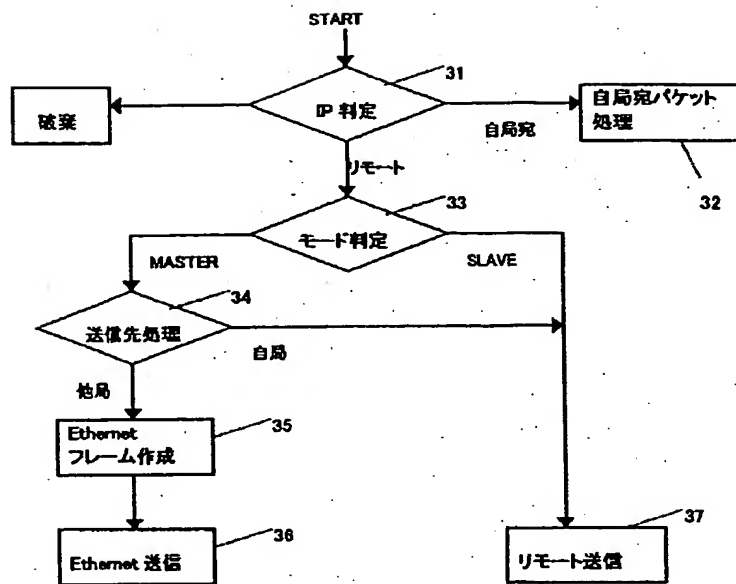 START
31
IP 判定
破棄
自局宛
自局宛パケット
処理
32
リモート
33
モード判定
MASTER
SLAVE
34
送信先処理
自局
他局
35
Ethernet
フレーム作成
36
Ethernet 送信
37
リモート送信